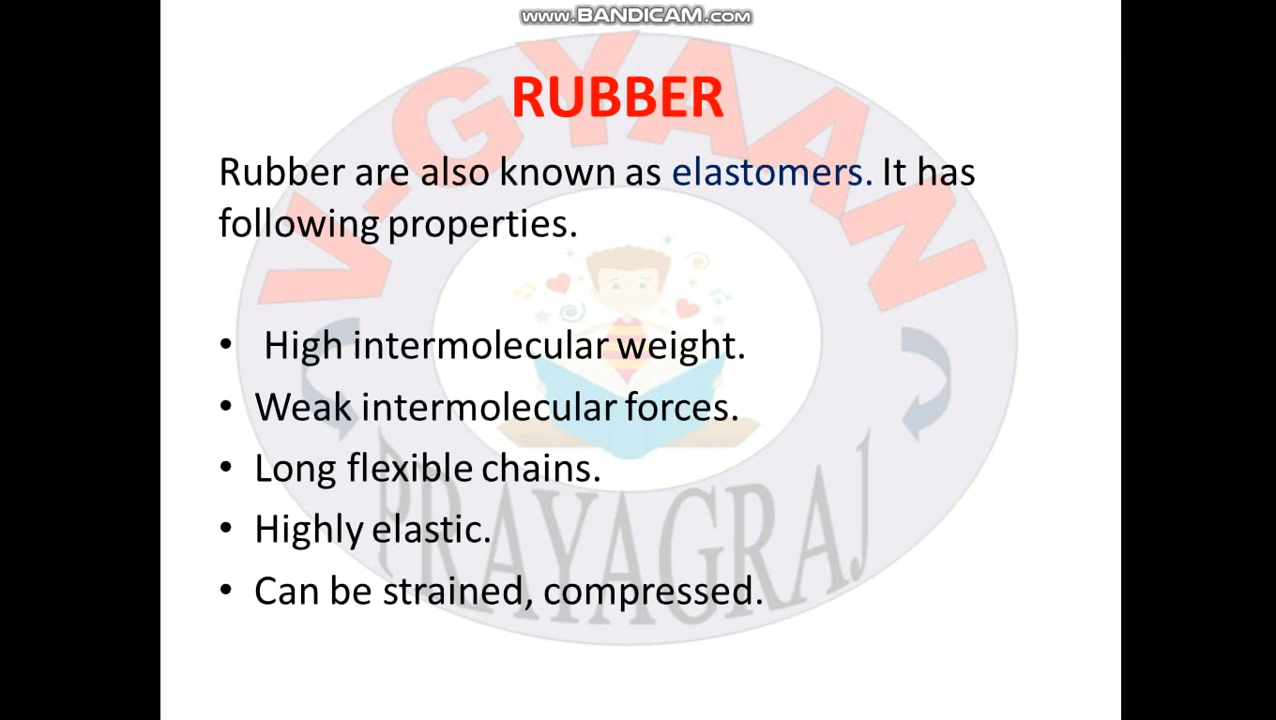 www.BANDICAM.com
RUBBER
Rubber are also known as elastomers. It has
following properties.
• High intermolecular weight.
• Weak intermolecular forces.
• Long flexible chains.
• Highly elastic.
• Can be strained, compressed.
V-GYAAN
PRAYAGRAJ